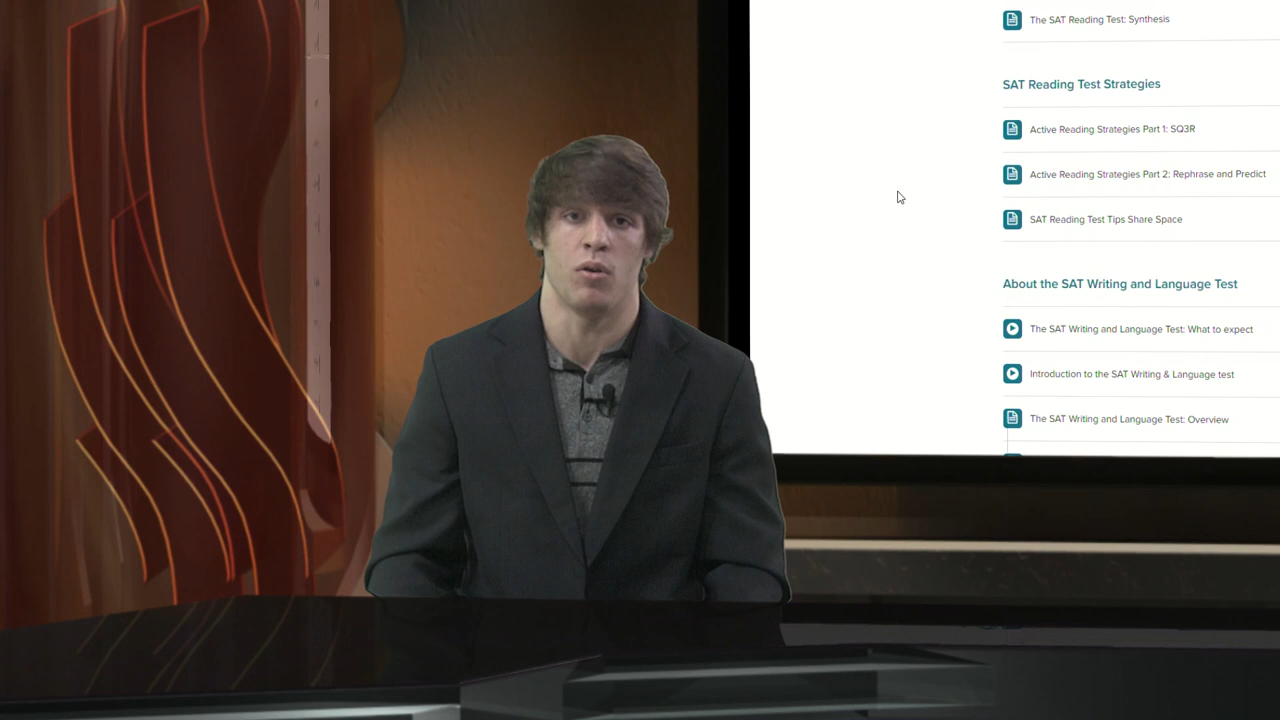 The SAT Reading Test: Synthesis
SAT Reading Test Strategies
Active Reading Strategies Part 1: SQ3R
Active Reading Strategies Part 2: Rephrase and Predict
SAT Reading Test Tips Share Space
About the SAT Writing and Language Test
The SAT Writing and Language Test: What to expect
Introduction to the SAT Writing & Language test
The SAT Writing and Language Test: Overview